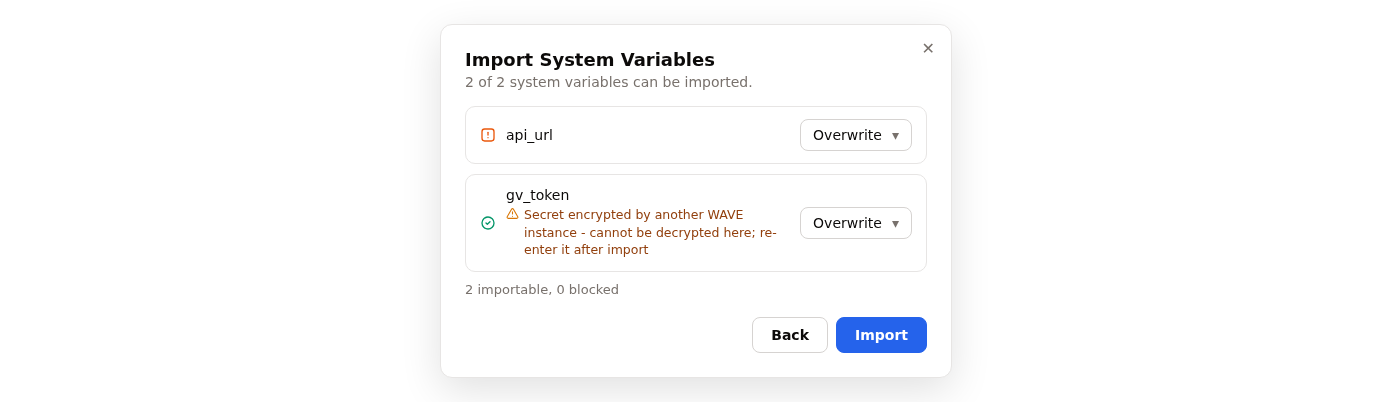 Import System Variables
2 of 2 system variables can be imported.
api_url
Overwrite
gv_token
Secret encrypted by another WAVE
instance - cannot be decrypted here; re-
enter it after import
Overwrite
2 importable, 0 blocked
Back
Import